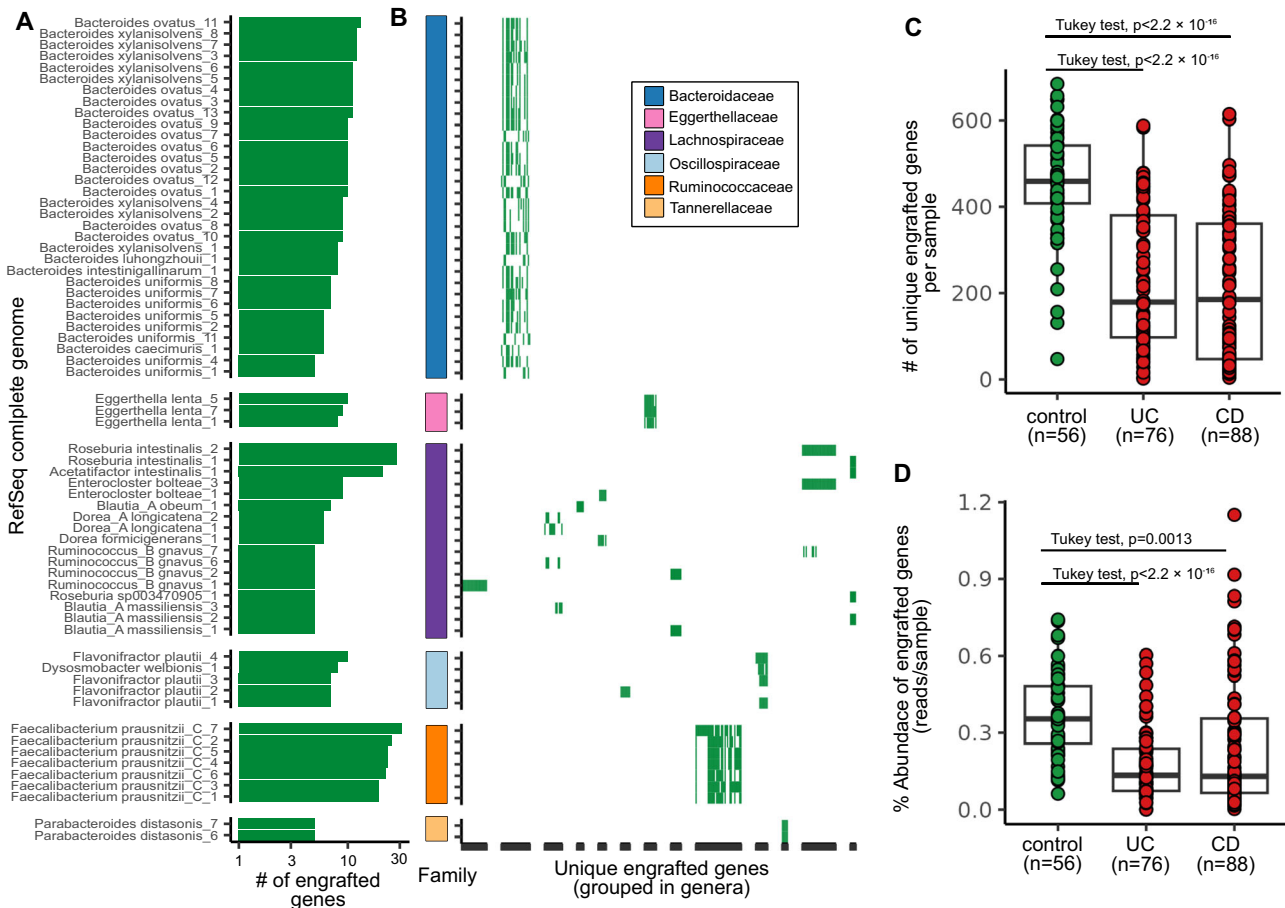 A
RefSeq comlplete genome
Bacteroides ovatus_11
Bacteroides xylanisolvens_8
Bacteroides xylanisolvens_7
Bacteroides xylanisolvens_3
Bacteroides xylanisolvens_6
Bacteroides xylanisolvens_5
Bacteroides ovatus_4
Bacteroides ovatus_3
Bacteroides ovatus_13
Bacteroides ovatus_9
Bacteroides ovatus_7
Bacteroides ovatus_6
Bacteroides ovatus_5
Bacteroides ovatus_2
Bacteroides ovatus_12
Bacteroides ovatus_1
Bacteroides xylanisolvens_4
Bacteroides xylanisolvens_2
Bacteroides ovatus_8
Bacteroides ovatus_10
Bacteroides xylanisolvens_1
Bacteroides luhongzhouii_1
Bacteroides intestinigallinarum_1
Bacteroides uniformis_8
Bacteroides uniformis_7
Bacteroides uniformis_6
Bacteroides uniformis_5
Bacteroides uniformis_2
Bacteroides uniformis_11
Bacteroides caecimuris_1
Bacteroides uniformis_4
Bacteroides uniformis_1
Eggerthella lenta_5
Eggerthella lenta_7
Eggerthella lenta_1
Roseburia intestinalis_2
Roseburia intestinalis_1
Acetatifactor intestinalis_1
Enterocloster bolteae_3
Enterocloster bolteae_1
Blautia_A obeum_1
Dorea_A longicatena_2
Dorea_A longicatena_1
Dorea formicigenerans_1
Ruminococcus_B gnavus_7
Ruminococcus_B gnavus_6
Ruminococcus_B gnavus_2
Ruminococcus_B gnavus_1
Roseburia sp003470905_1
Blautia_A massiliensis_3
Blautia_A massiliensis_2
Blautia_A massiliensis_1
Flavonifractor plautii_4
Dysosmobacter welbionis_1
Flavonifractor plautii_3
Flavonifractor plautii_2
Flavonifractor plautii_1
Faecalibacterium prausnitzii_C_7
Faecalibacterium prausnitzii_C_2
Faecalibacterium prausnitzii_C_5
Faecalibacterium prausnitzii_C_4
Faecalibacterium prausnitzii_C_6
Faecalibacterium prausnitzii_C_3
Faecalibacterium prausnitzii_C_1
Parabacteroides distasonis_7
Parabacteroides distasonis_6
1 3 10 30
# of engrafted
genes
B
Bacteroidaceae
Eggerthellaceae
Lachnospiraceae
Oscillospiraceae
Ruminococcaceae
Tannerellaceae
Family
Unique engrafted genes
(grouped in genera)
C
Tukey test, p<2.2 × 10-16
Tukey test, p<2.2 × 10-16
# of unique engrafted genes
per sample
600
400
200
0
control UC CD
(n=56) (n=76) (n=88)
D
Tukey test, p=0.0013
Tukey test, p<2.2 × 10-16
% Abundace of engrafted genes
(reads/sample)
1.2
0.9
0.6
0.3
0.0
control UC CD
(n=56) (n=76) (n=88)